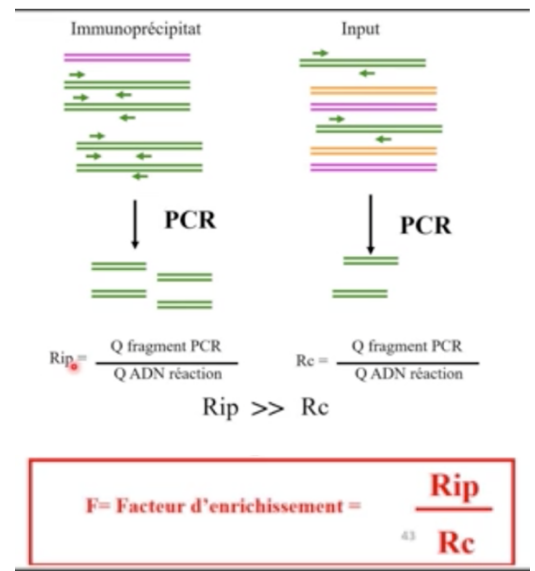 Immunoprécipitat
Input
PCR
PCR
Rip = Q fragment PCR
Q ADN réaction
Rc = Q fragment PCR
Q ADN réaction
Rip >> Rc
F= Facteur d'enrichissement = Rip
Rc
43